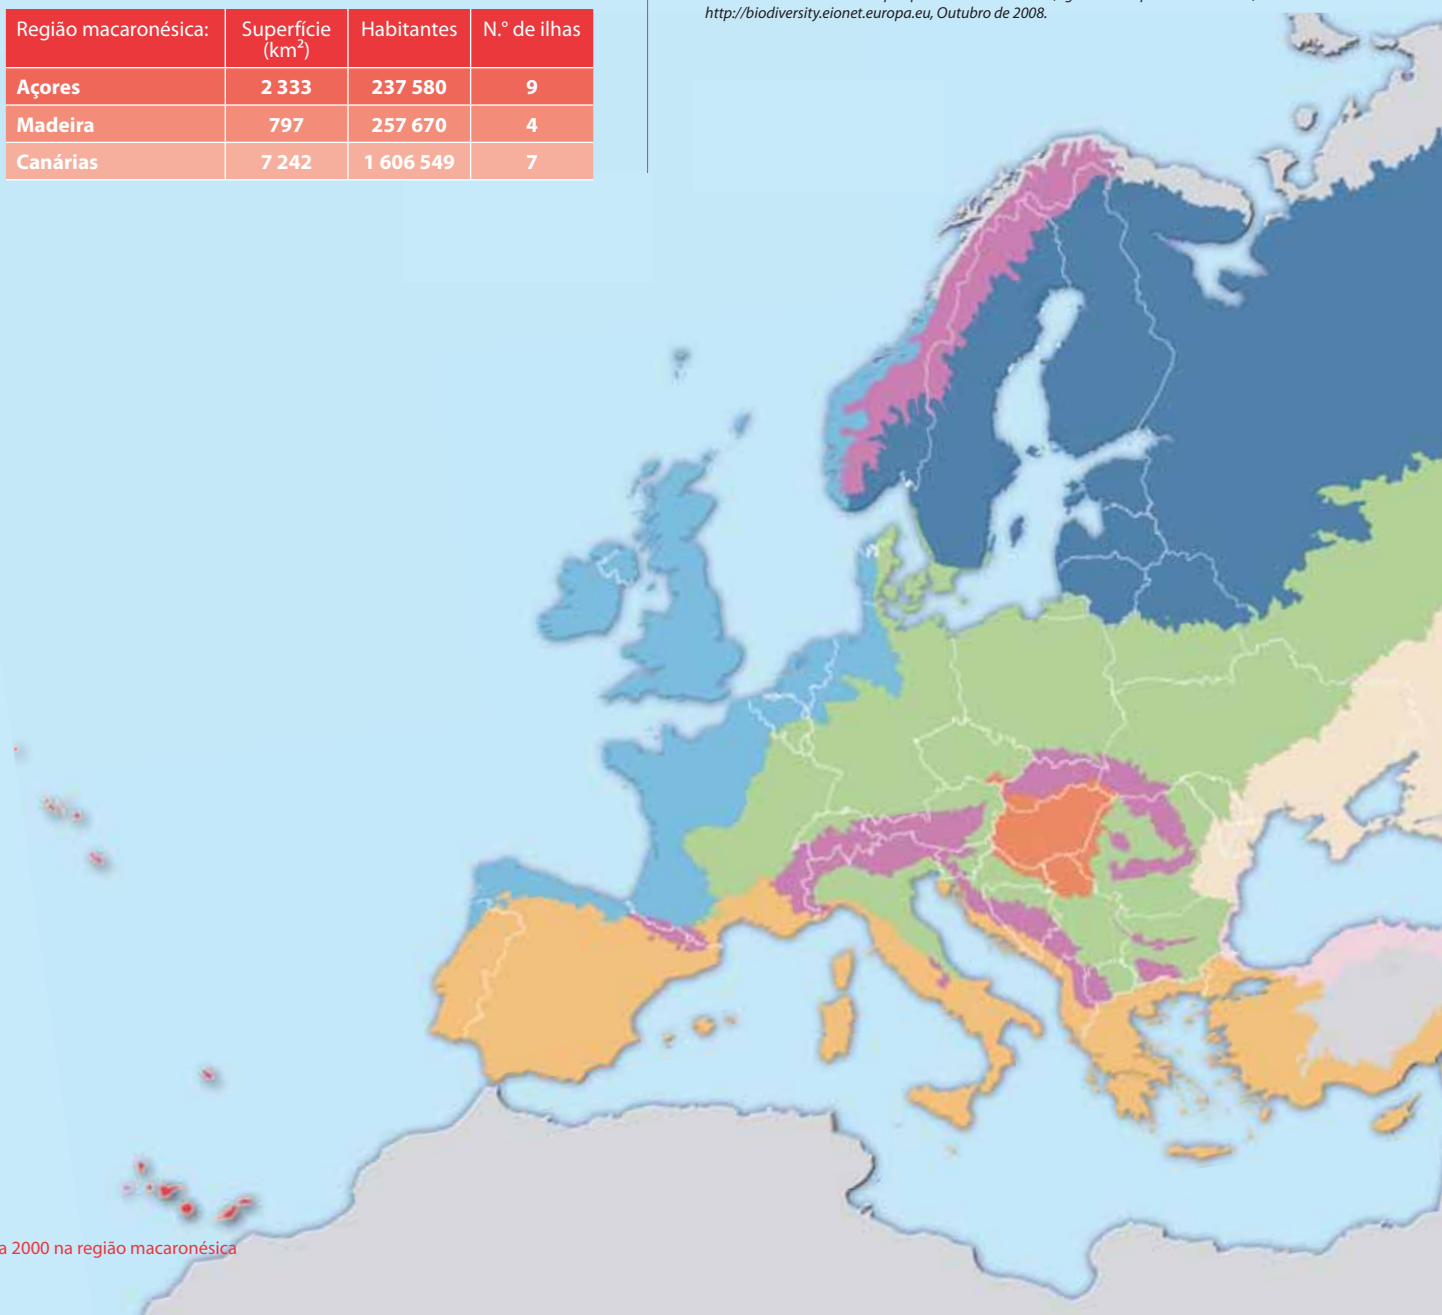 Região macaronésica: Superfície (km²) Habitantes N.° de ilhas
Açores 2 333 237 580 9
Madeira 797 257 670 4
Canárias 7 242 1 606 549 7
http://biodiversity.eionet.europa.eu, Outubro de 2008.
a 2000 na região macaronésica